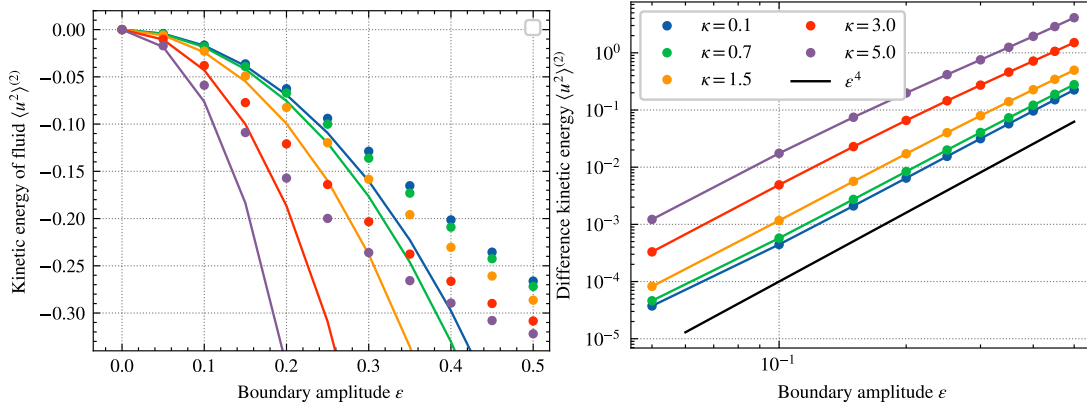 Kinetic energy of fluid ⟨u²⟩⁽²⁾
0.00
−0.05
−0.10
−0.15
−0.20
−0.25
−0.30
0.0 0.1 0.2 0.3 0.4 0.5
Boundary amplitude ε
Difference kinetic energy ⟨u²⟩⁽²⁾
10⁰
10⁻¹
10⁻²
10⁻³
10⁻⁴
10⁻⁵
κ = 0.1
κ = 0.7
κ = 1.5
κ = 3.0
κ = 5.0
ε⁴
10⁻¹
Boundary amplitude ε